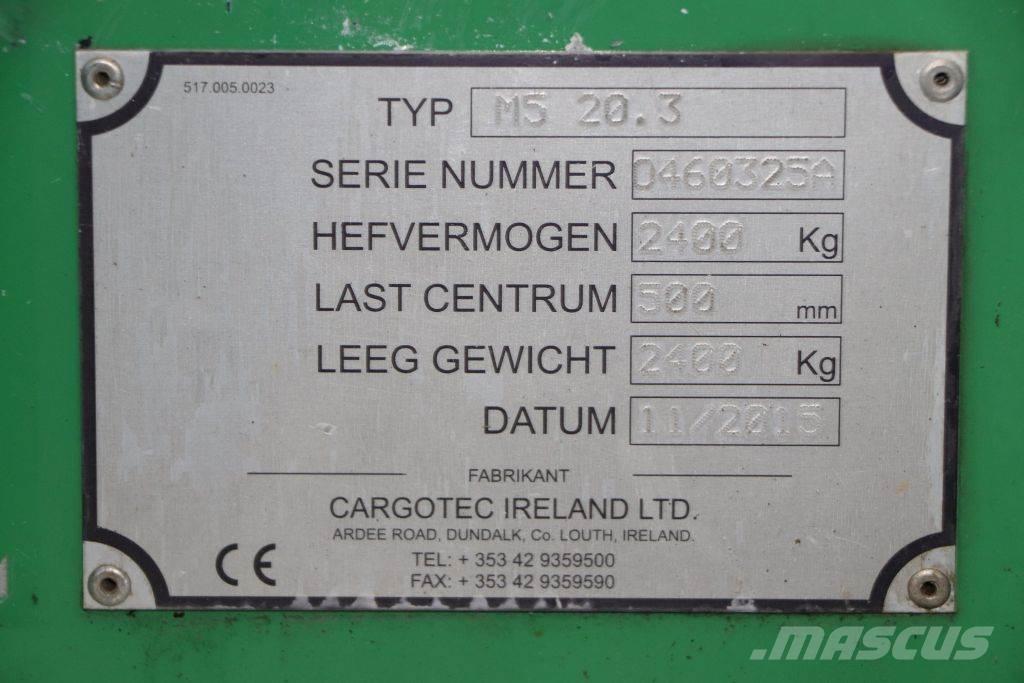 517.005.0023
TYP M5 20.3
SERIE NUMMER 0460325A
HEFVERMOGEN 2400 Kg
LAST CENTRUM 500 mm
LEEG GEWICHT 2400 Kg
DATUM 11/2015
FABRIKANT
CARGOTEC IRELAND LTD.
ARDEE ROAD, DUNDALK, Co. LOUTH, IRELAND.
TEL: + 353 42 9359500
FAX: + 353 42 9359590
CE
.MASCUS